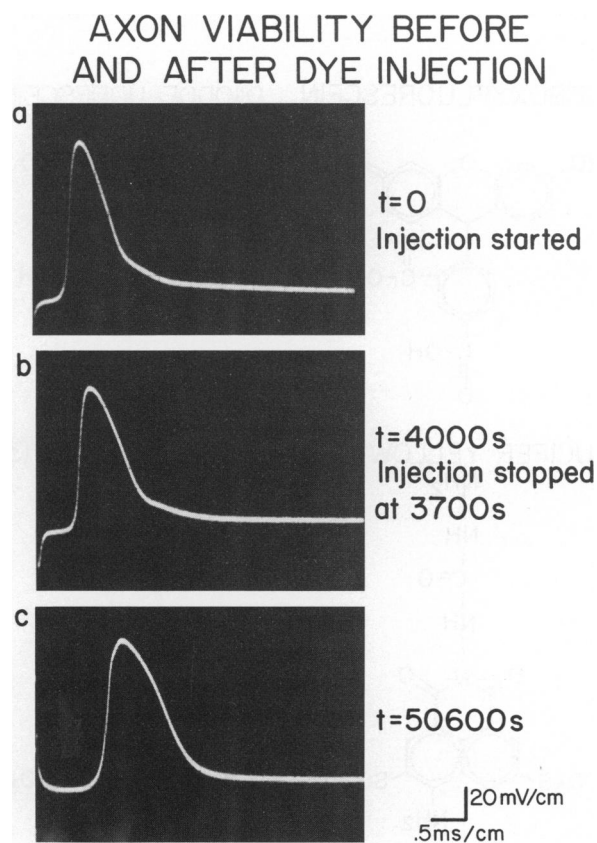 AXON VIABILITY BEFORE
AND AFTER DYE INJECTION
a
t=0
Injection started
b
t=4000s
Injection stopped
at 3700s
c
t=50600s
20mV/cm
.5ms/cm